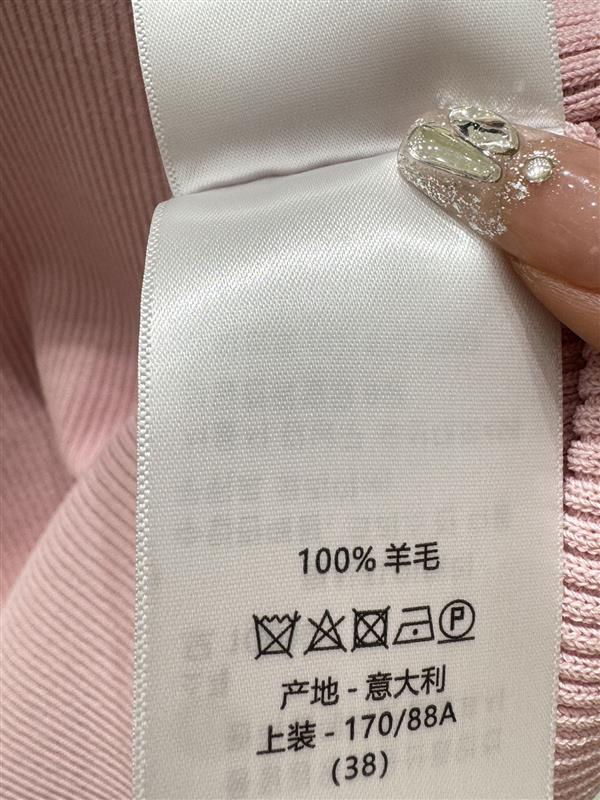 100% 羊毛
产地 - 意大利
上装 - 170/88A
(38)